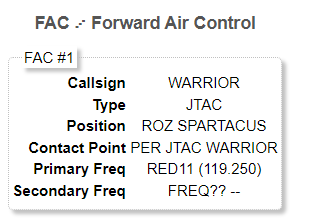 FAC .·' Forward Air Control
FAC #1
Callsign WARRIOR
Type JTAC
Position ROZ SPARTACUS
Contact Point PER JTAC WARRIOR
Primary Freq RED11 (119.250)
Secondary Freq FREQ?? --